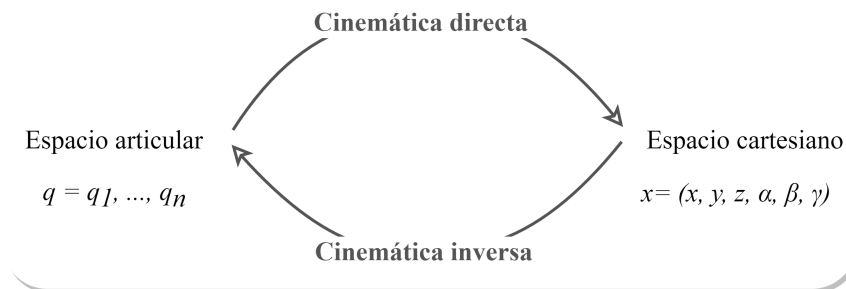 Cinemática directa
Espacio articular
q = q1, ..., qn
Espacio cartesiano
x= (x, y, z, α, β, γ)
Cinemática inversa